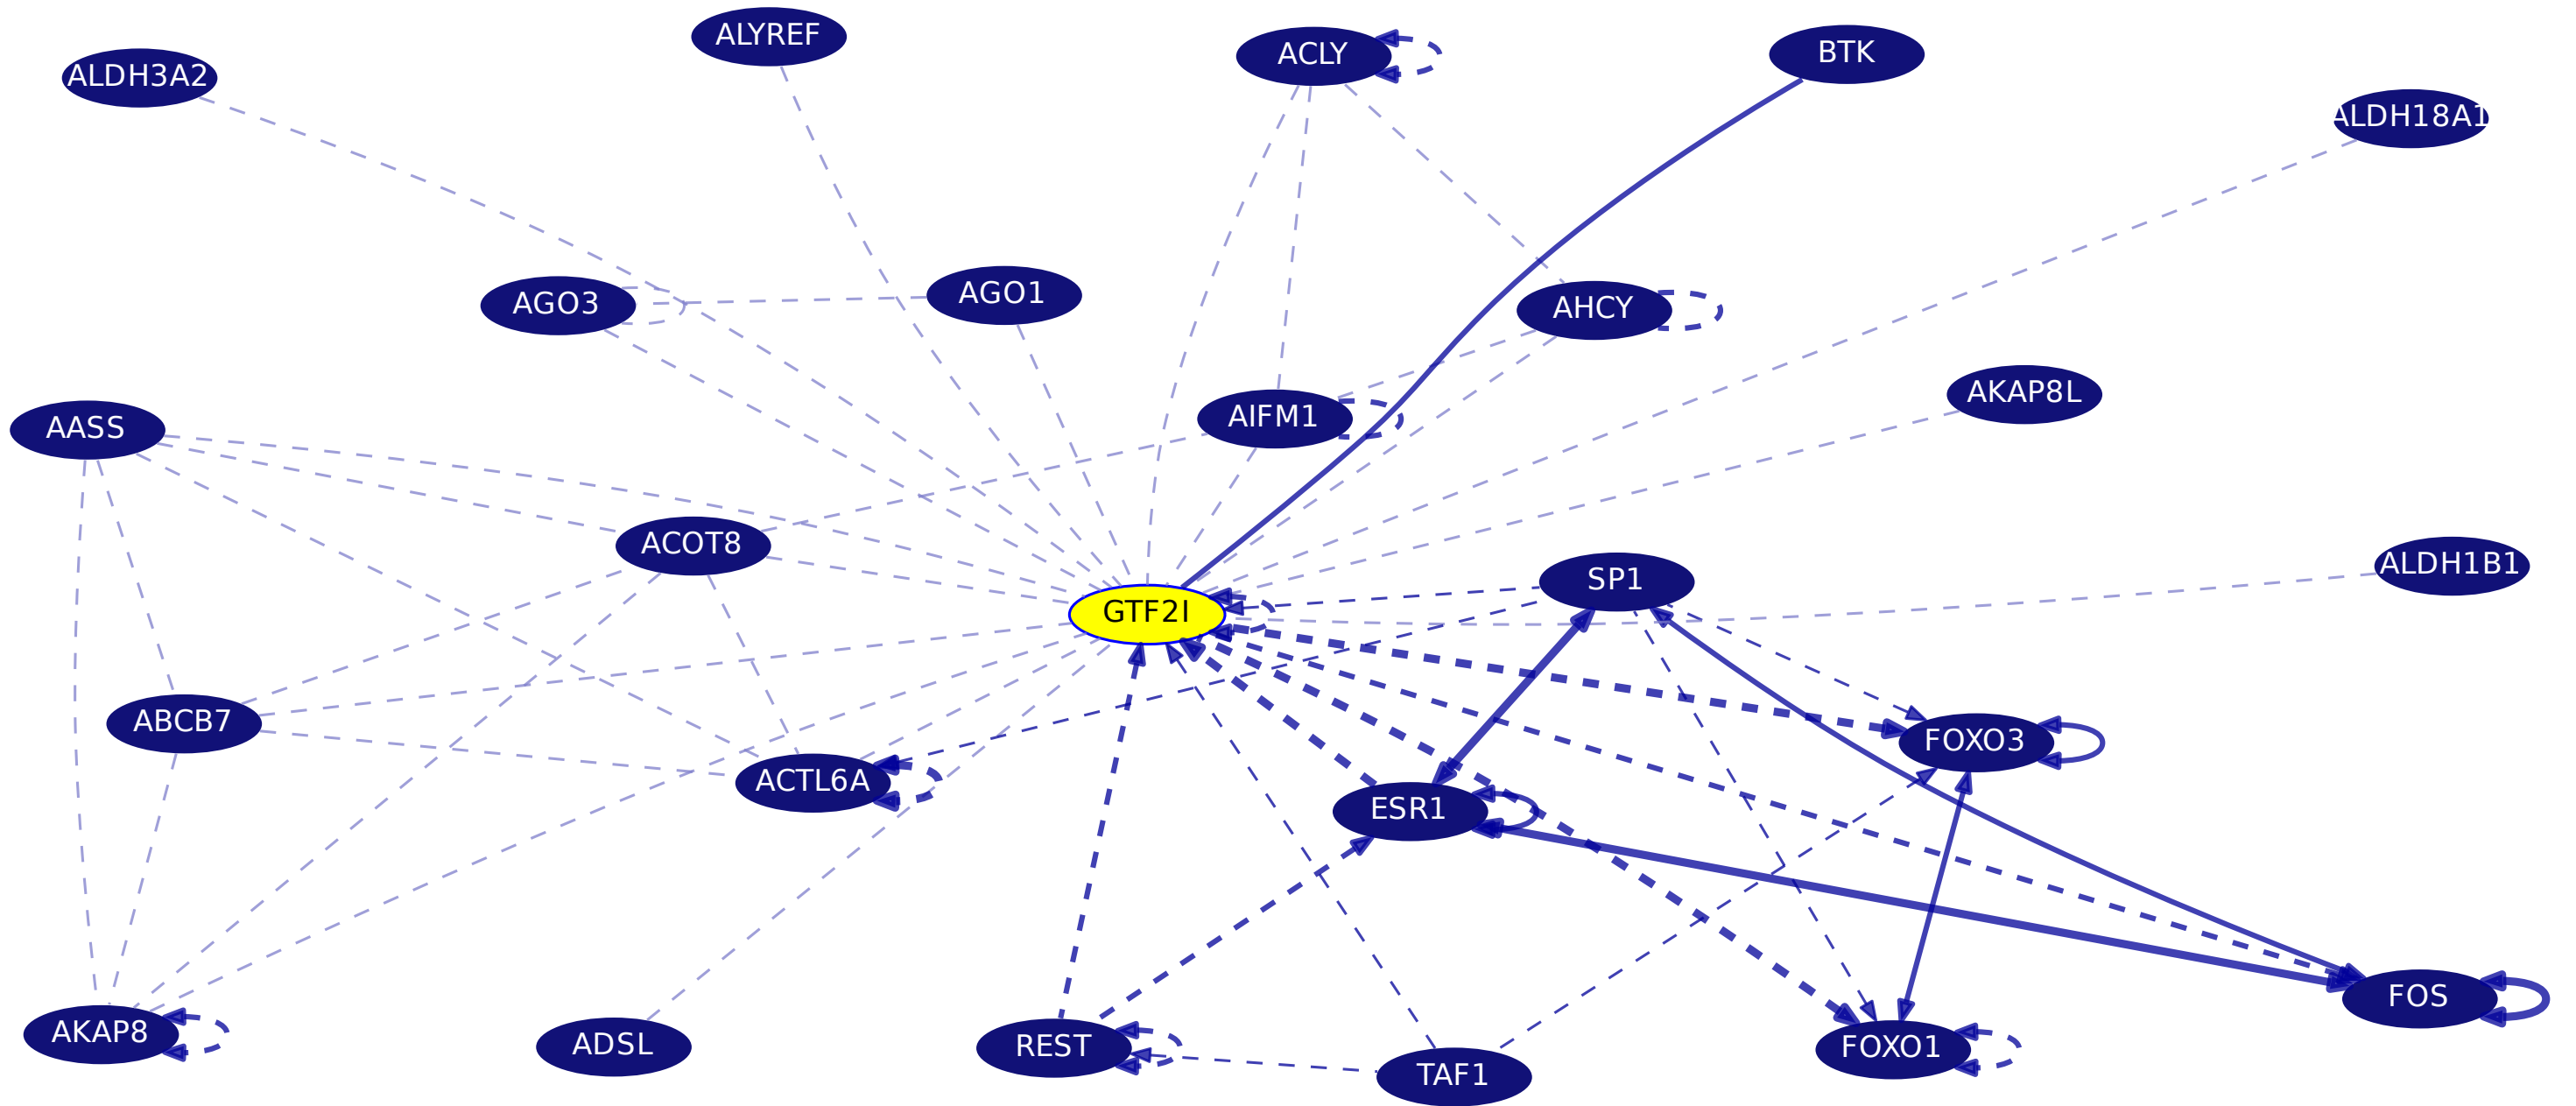 ALYREF
ACLY
BTK
ALDH3A2
ALDH18A1
AGO3
AGO1
AHCY
AKAP8L
AIFM1
AASS
ACOT8
SP1
ALDH1B1
GTF2I
ABCB7
FOXO3
ACTL6A
ESR1
FOS
AKAP8
ADSL
REST
FOXO1
TAF1